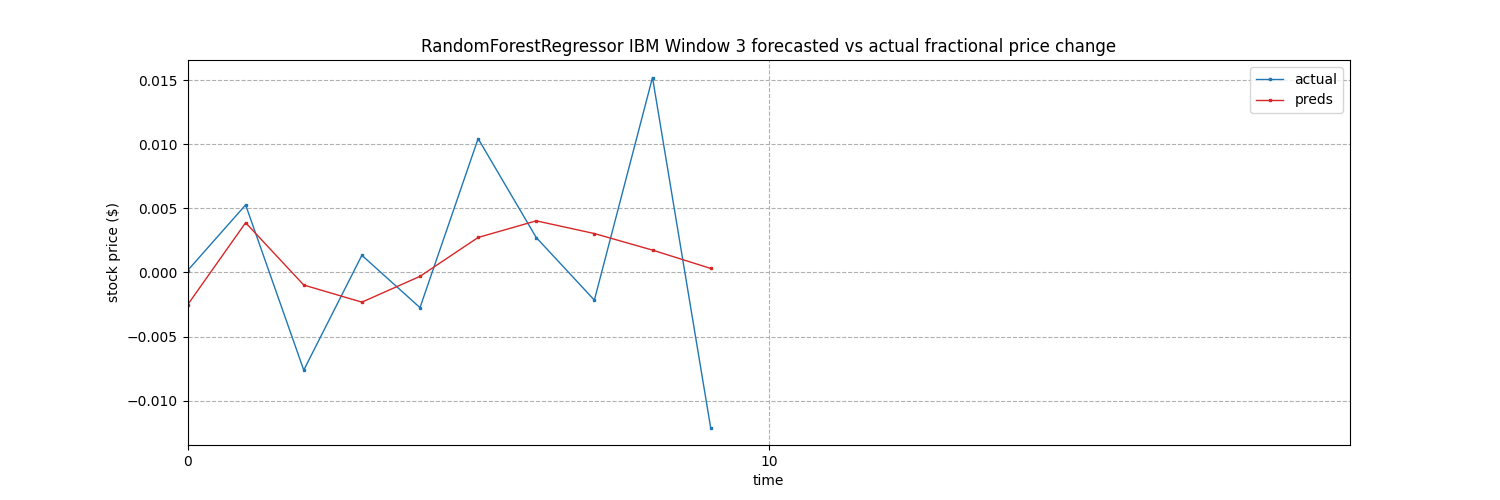 RandomForestRegressor IBM Window 3 forecasted vs actual fractional price change
actual
preds
0.015
0.010
0.005
0.000
−0.005
−0.010
stock price ($)
0
10
time